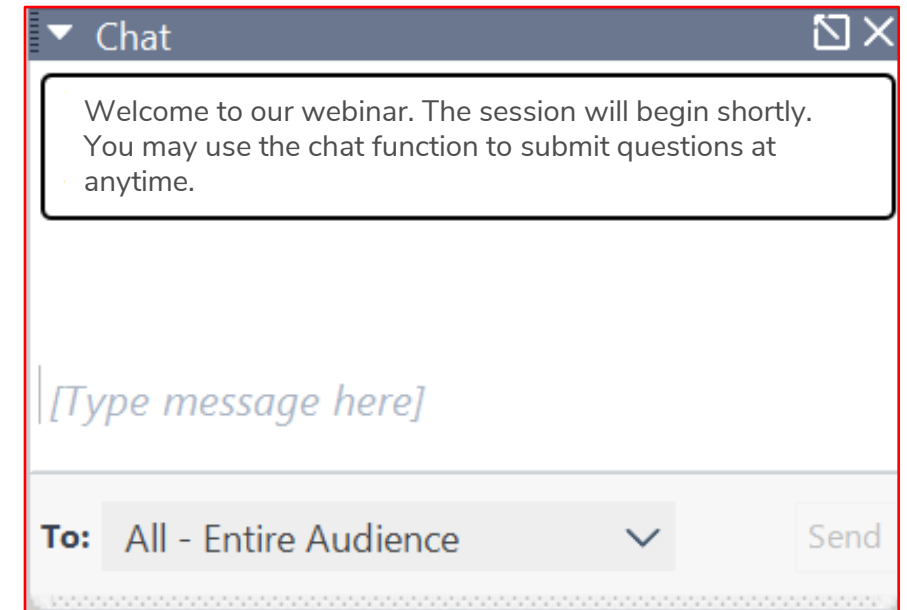 Chat
Welcome to our webinar. The session will begin shortly.
You may use the chat function to submit questions at
anytime.
[Type message here]
To: All - Entire Audience Send